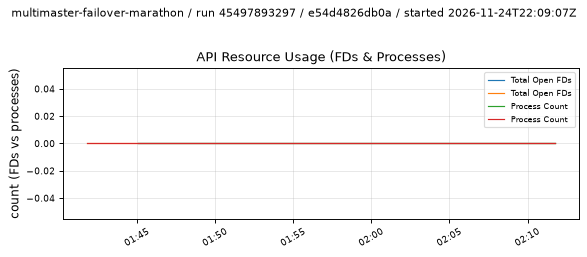 multimaster-failover-marathon / run 45497893297 / e54d4826db0a / started 2026-11-24T22:09:07Z
API Resource Usage (FDs & Processes)
count (FDs vs processes)
0.04
0.02
0.00
−0.02
−0.04
Total Open FDs
Total Open FDs
Process Count
Process Count
01:45
01:50
01:55
02:00
02:05
02:10